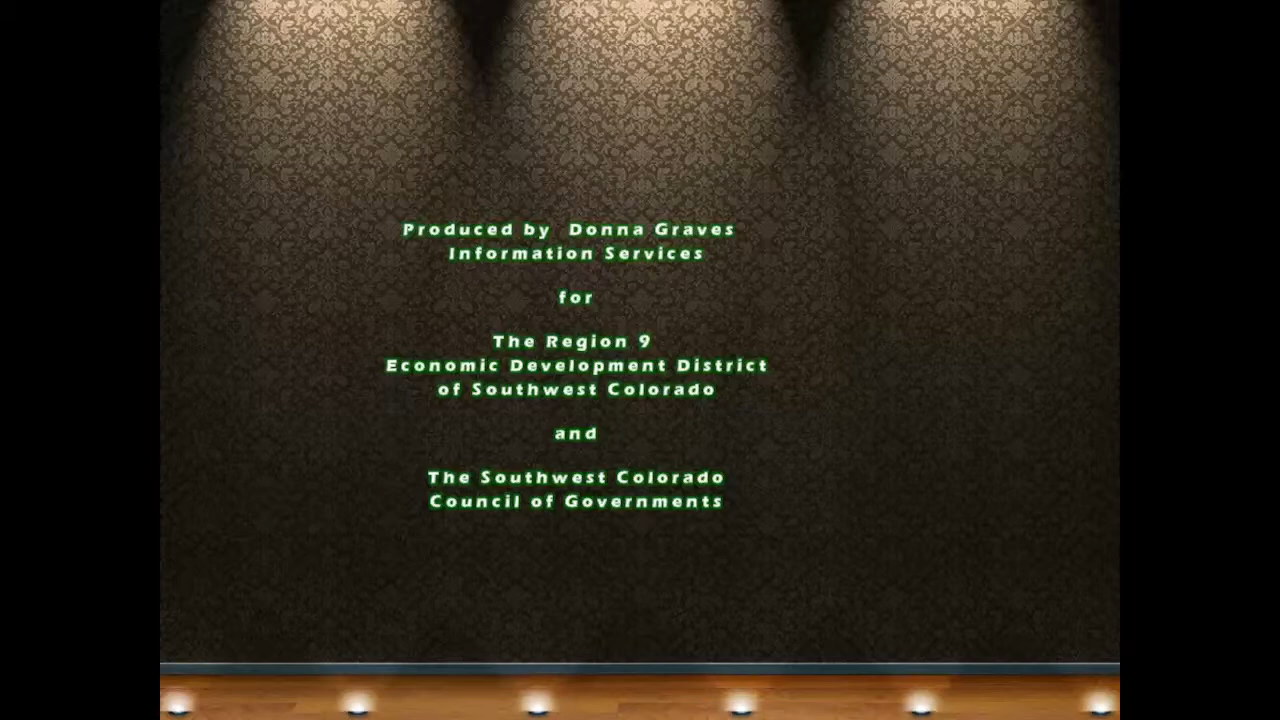 Produced by Donna Graves
Information Services
for
The Region 9
Economic Development District
of Southwest Colorado
and
The Southwest Colorado
Council of Governments